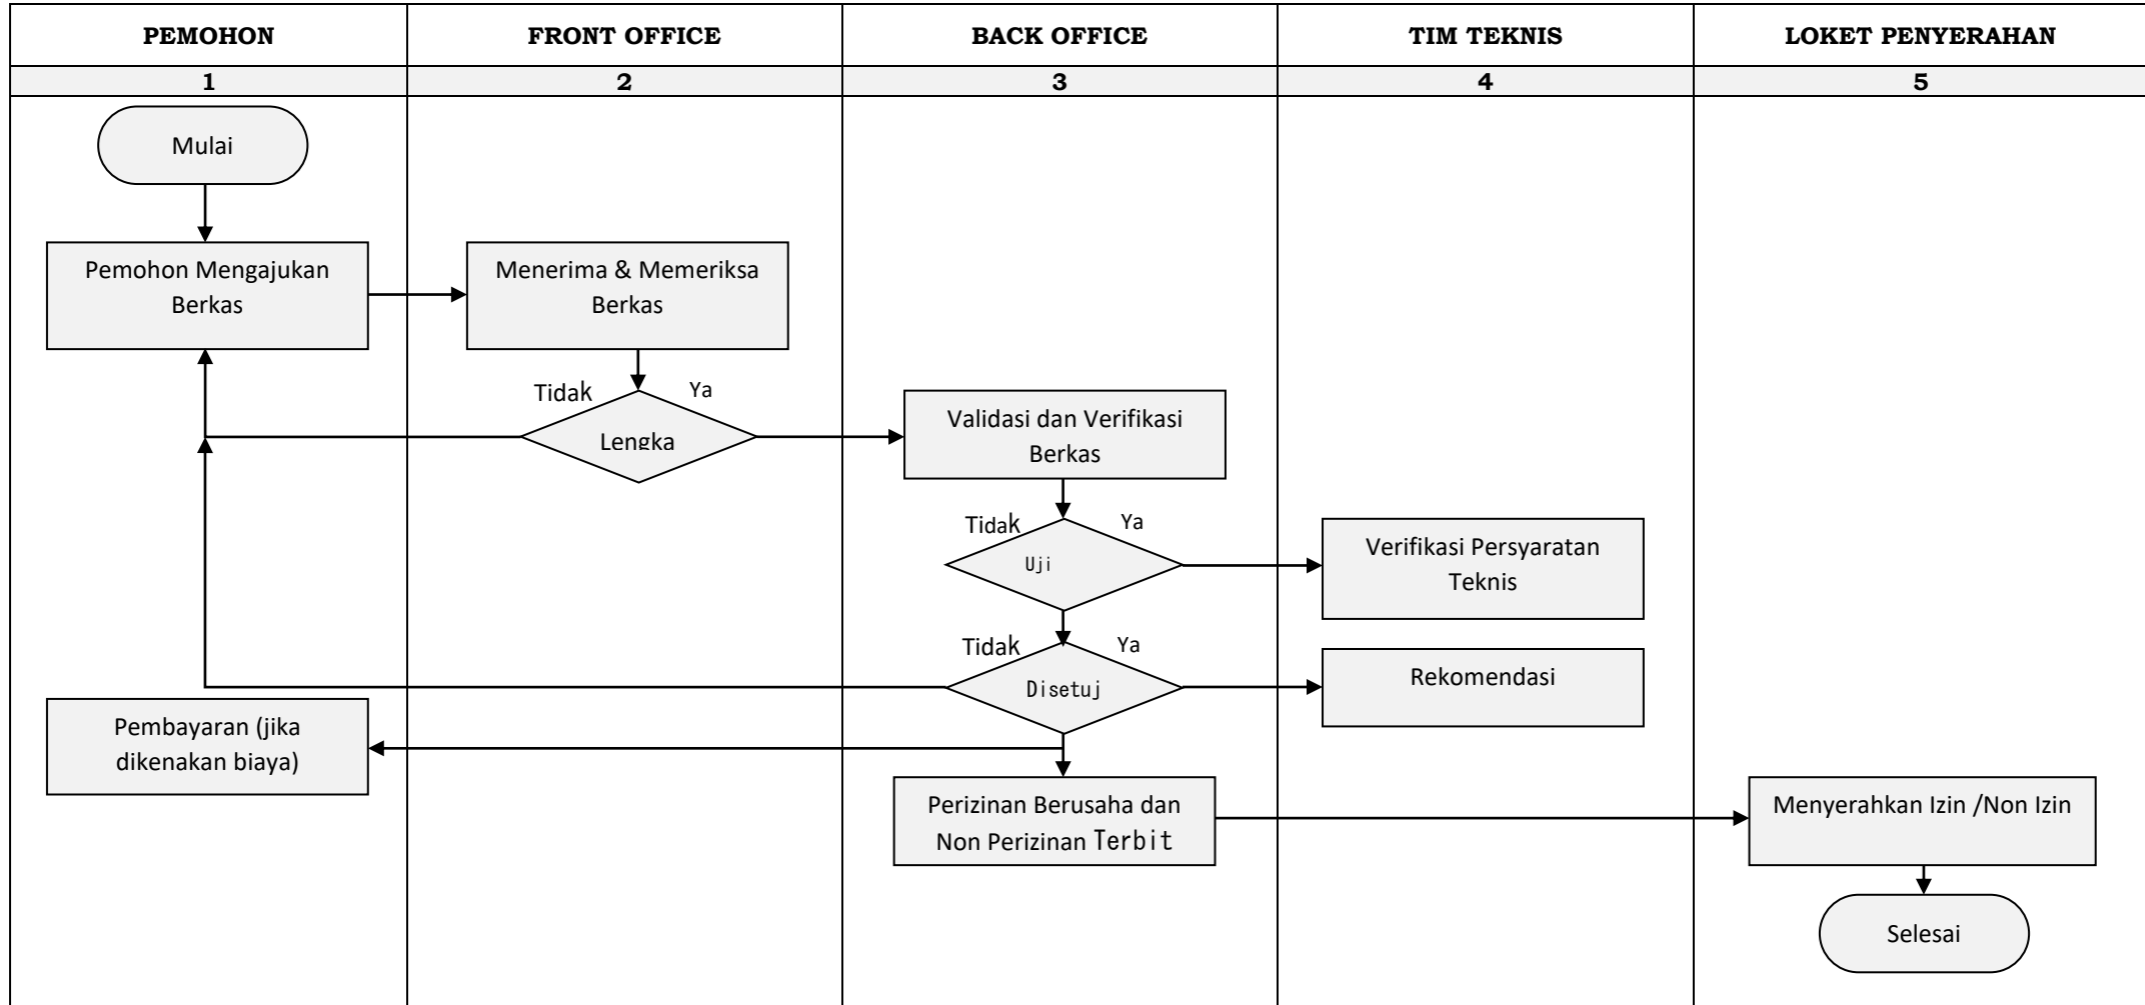 PEMOHON
FRONT OFFICE
BACK OFFICE
TIM TEKNIS
LOKET PENYERAHAN
1
2
3
4
5
Mulai
Pemohon Mengajukan
Berkas
Menerima & Memeriksa
Berkas
Tidak
Ya
Lengka
Validasi dan Verifikasi
Berkas
Tidak
Ya
Uji
Verifikasi Persyaratan
Teknis
Tidak
Ya
Disetuj
Rekomendasi
Pembayaran (jika
dikenakan biaya)
Perizinan Berusaha dan
Non Perizinan Terbit
Menyerahkan Izin /Non Izin
Selesai